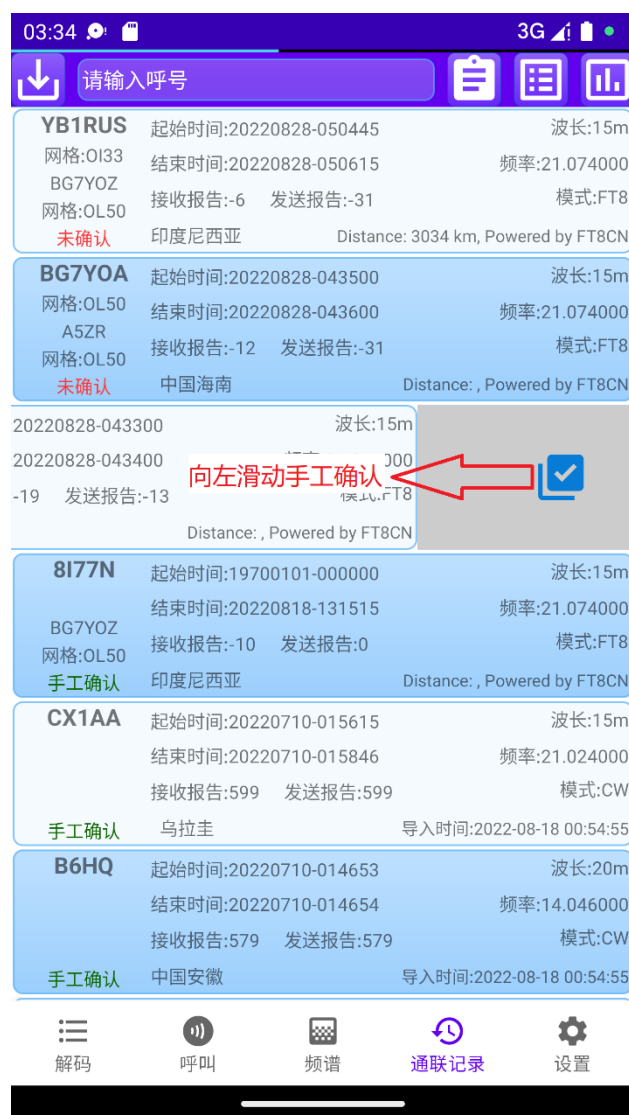 03:34
3G
请输入呼号
YB1RUS
起始时间:20220828-050445
波长:15m
网格:OI33
结束时间:20220828-050615
频率:21.074000
BG7YOZ
接收报告:-6 发送报告:-31
模式:FT8
网格:OL50
未确认
印度尼西亚
Distance: 3034 km, Powered by FT8CN
BG7YOA
起始时间:20220828-043500
波长:15m
网格:OL50
结束时间:20220828-043600
频率:21.074000
A5ZR
接收报告:-12 发送报告:-31
模式:FT8
网格:OL50
未确认
中国海南
Distance: , Powered by FT8CN
20220828-043300
波长:15m
20220828-043400
向左滑动手工确认
-19 发送报告:-13
模式:FT8
Distance: , Powered by FT8CN
8I77N
起始时间:19700101-000000
波长:15m
结束时间:20220818-131515
频率:21.074000
BG7YOZ
接收报告:-10 发送报告:0
模式:FT8
网格:OL50
手工确认
印度尼西亚
Distance: , Powered by FT8CN
CX1AA
起始时间:20220710-015615
波长:15m
结束时间:20220710-015846
频率:21.024000
接收报告:599 发送报告:599
模式:CW
手工确认
乌拉圭
导入时间:2022-08-18 00:54:55
B6HQ
起始时间:20220710-014653
波长:20m
结束时间:20220710-014654
频率:14.046000
接收报告:579 发送报告:579
模式:CW
手工确认
中国安徽
导入时间:2022-08-18 00:54:55
解码
呼叫
频谱
通联记录
设置